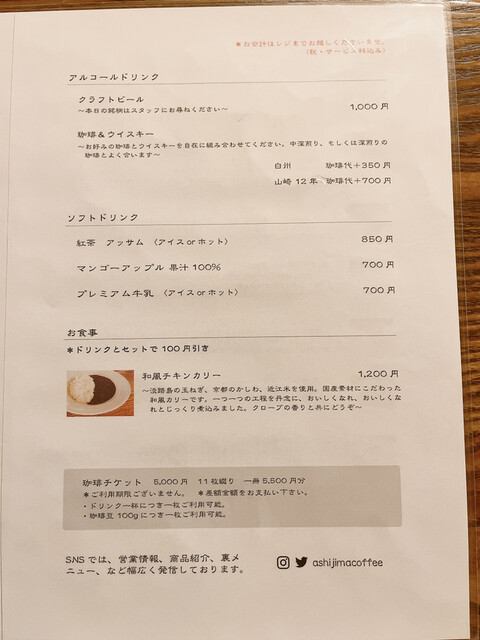 ＊お会計はレジまでお越しくださいませ。
（税・サービス料込み）
アルコールドリンク
クラフトビール 1,000円
〜本日の銘柄はスタッフにお尋ねください〜
珈琲＆ウイスキー
〜お好みの珈琲とウイスキーを自在に組み合わせてください。中深煎り、もしくは深煎りの
珈琲とよく合います〜
白州 珈琲代＋350円
山崎 12年 珈琲代＋700円
ソフトドリンク
紅茶 アッサム （アイス or ホット） 850円
マンゴーアップル 果汁100% 700円
プレミアム牛乳 （アイス or ホット） 700円
お食事
＊ドリンクとセットで100円引き
和風チキンカリー 1,200円
〜淡路島の玉ねぎ、京都のかしわ、近江米を使用。国産素材にこだわった
和風カリーです。一つ一つの工程を丹念に、おいしくなれ、おいしくな
れとじっくり煮込みました。クローブの香りと共にどうぞ〜
珈琲チケット 5,000円 11枚綴り 一冊5,500円分
＊ご利用期限ございません。 ＊差額金額をお支払い下さい。
・ドリンク一杯につき一枚ご利用可能。
・珈琲豆 100gにつき一枚ご利用可能。
SNSでは、営業情報、商品紹介、裏メ
ニュー、など幅広く発信しております。
ashijimacoffee